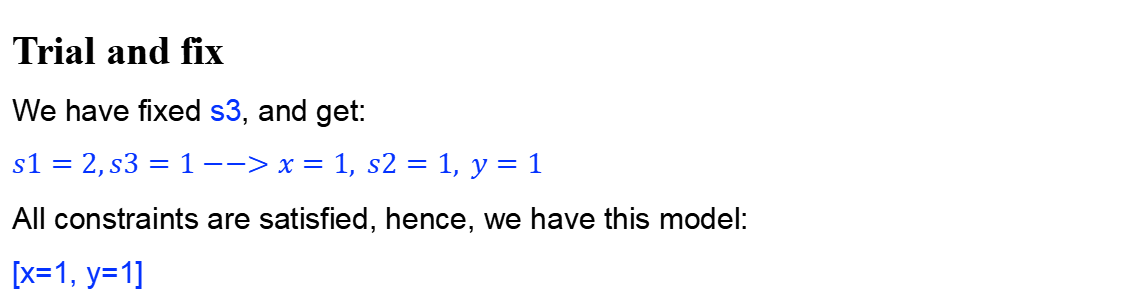 Trial and fix
We have fixed s3, and get:
s1 = 2, s3 = 1 −−> x = 1, s2 = 1, y = 1
All constraints are satisfied, hence, we have this model:
[x=1, y=1]